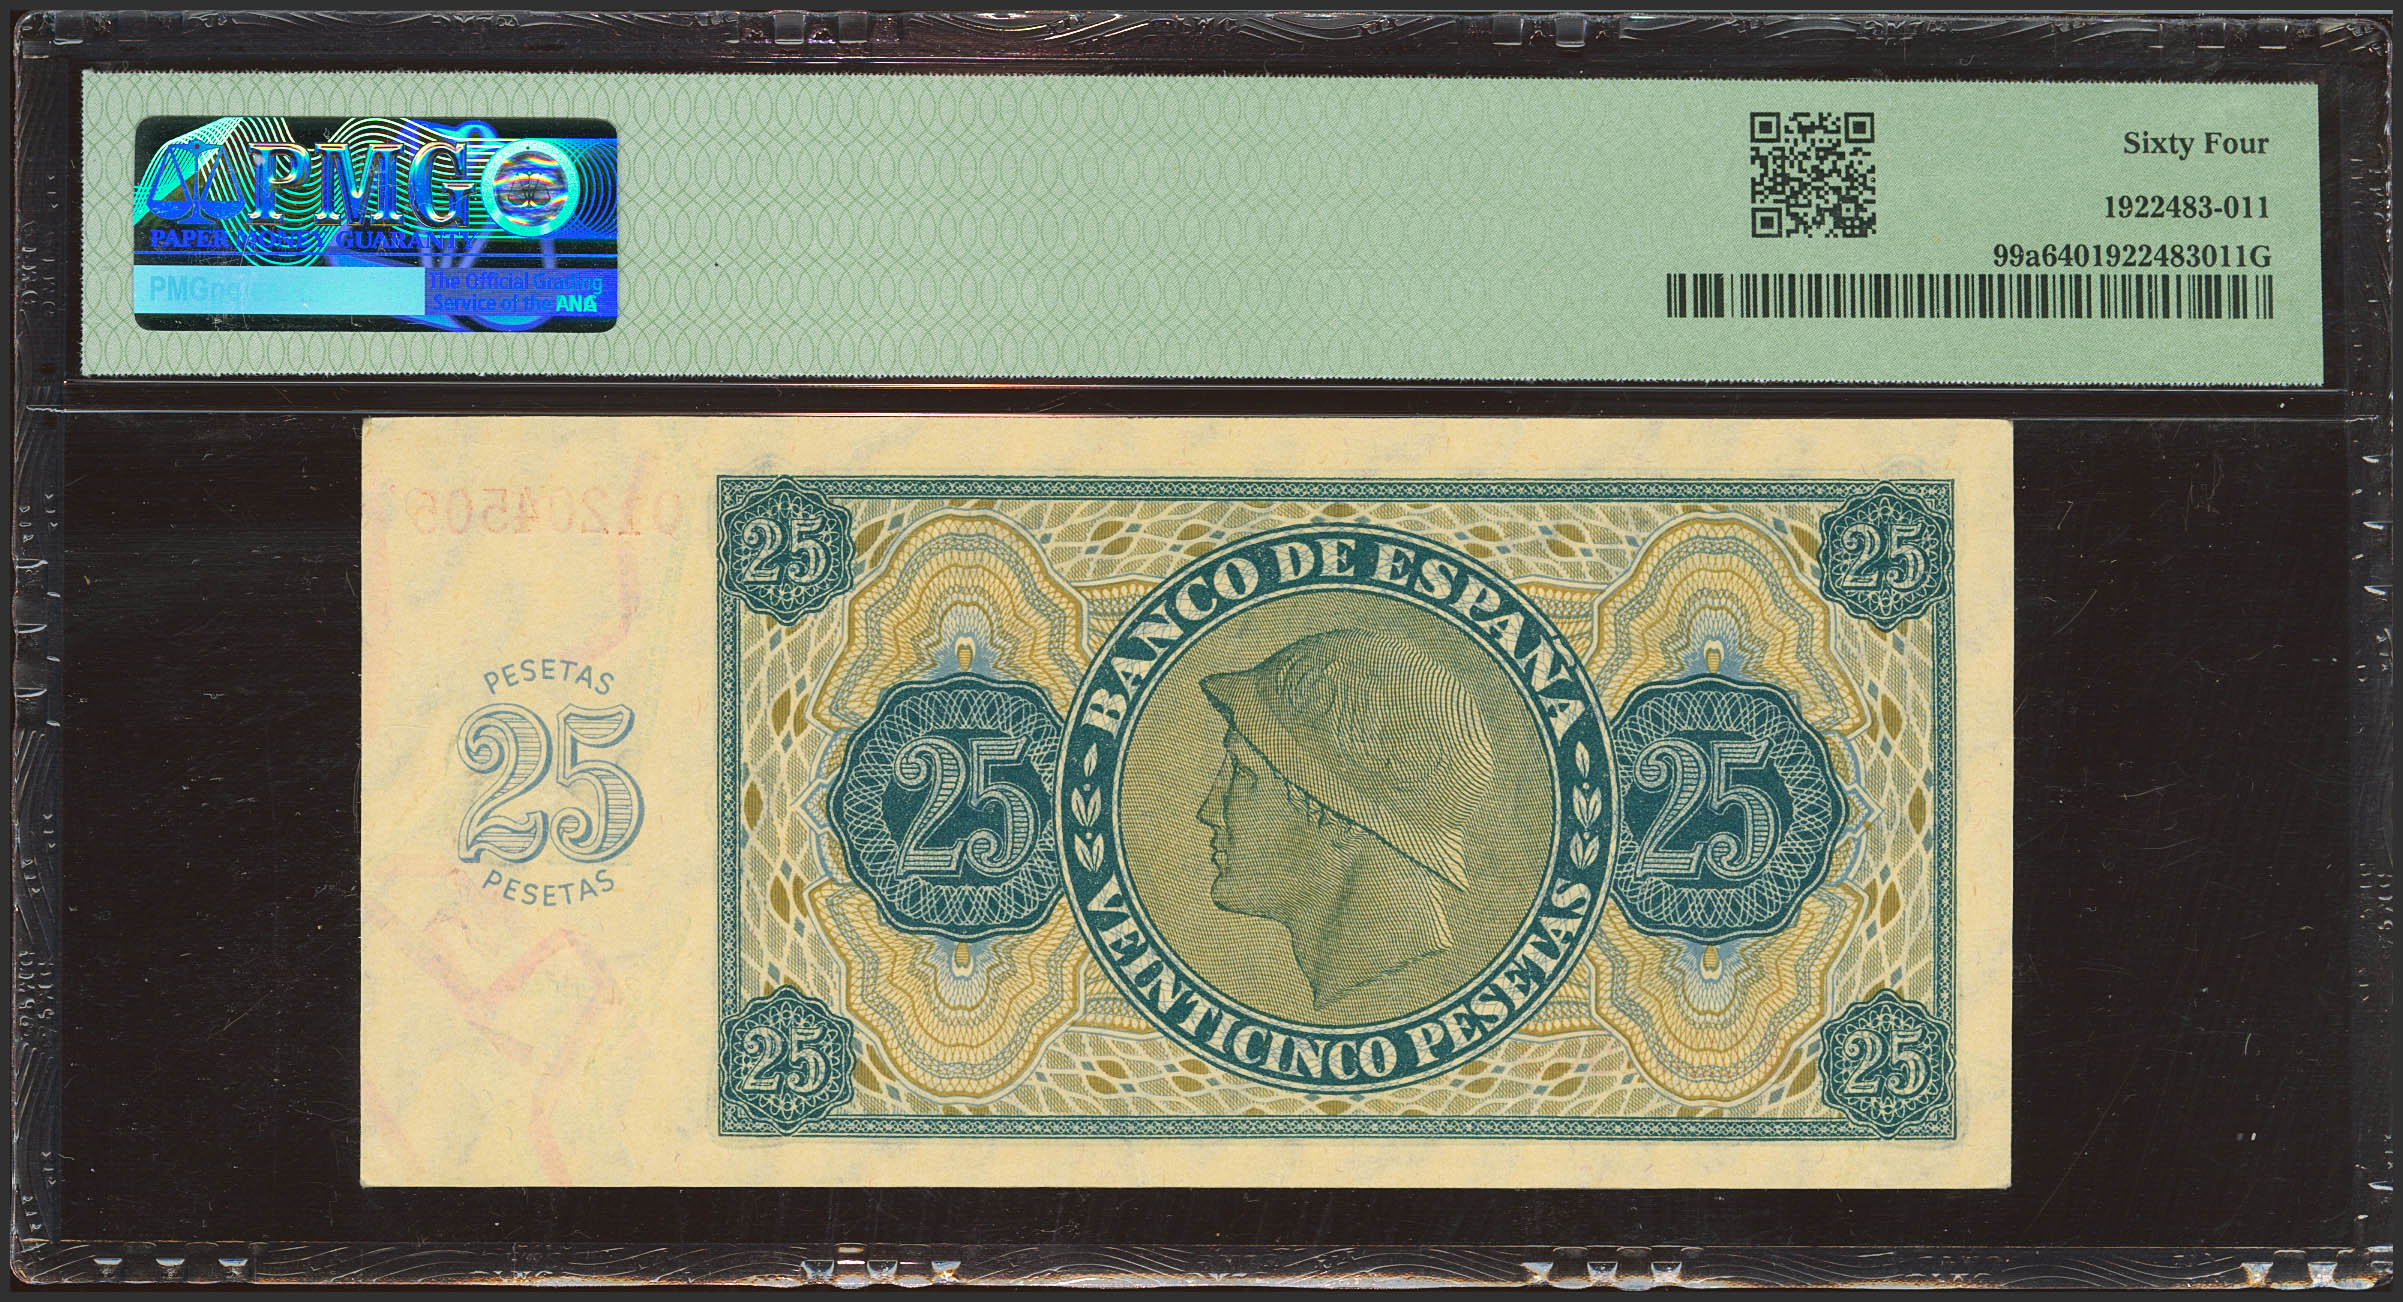 PMG
PAPER MONEY GUARANTY
The Official Grading
Service of the ANA
Sixty Four
1922483-011
99a6401922483011G
25
25
BANCO DE ESPAÑA
PESETAS
25
PESETAS
25
25
VEINTICINCO PESETAS
25
25